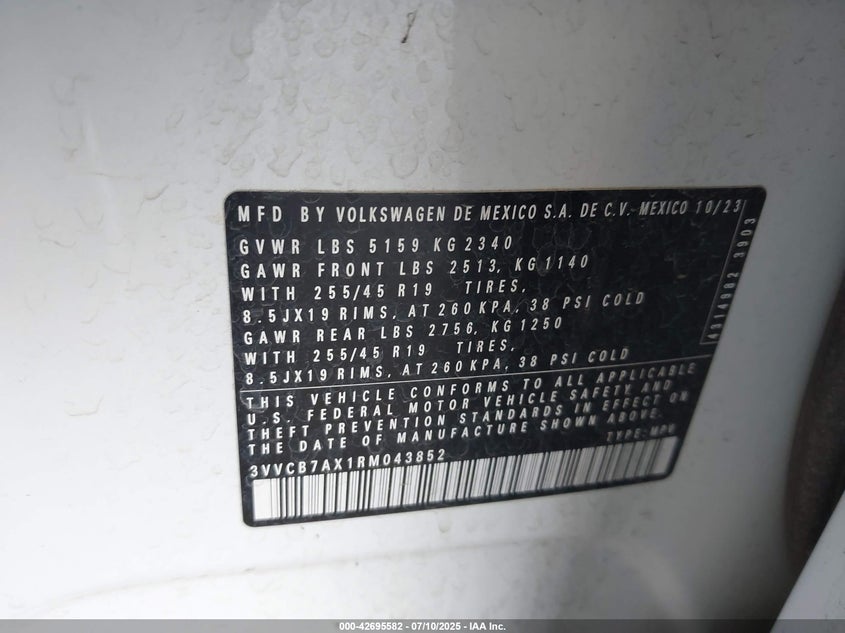 MFD BY VOLKSWAGEN DE MEXICO S.A. DE C.V. MEXICO 10/23
GVWR LBS 5159 KG 2340
GAWR FRONT LBS 2513, KG1140
WITH 255/45 R19 TIRES,
8.5JX19 RIMS, AT 260 KPA, 38 PSI COLD
GAWR REAR LBS 2756, KG 1250
WITH 255/45 R19 TIRES,
8.5JX19 RIMS, AT 260 KPA, 38 PSI COLD
THIS VEHICLE CONFORMS TO ALL APPLICABLE
U.S. FEDERAL MOTOR VEHICLE SAFETY AND
THEFT PREVENTION STANDARDS IN EFFECT ON
THE DATE OF MANUFACTURE SHOWN ABOVE.
3VVCB7AX1RM043852 TYPE: MPV
4314982 3903
000-42695582 - 07/10/2025 - IAA Inc.